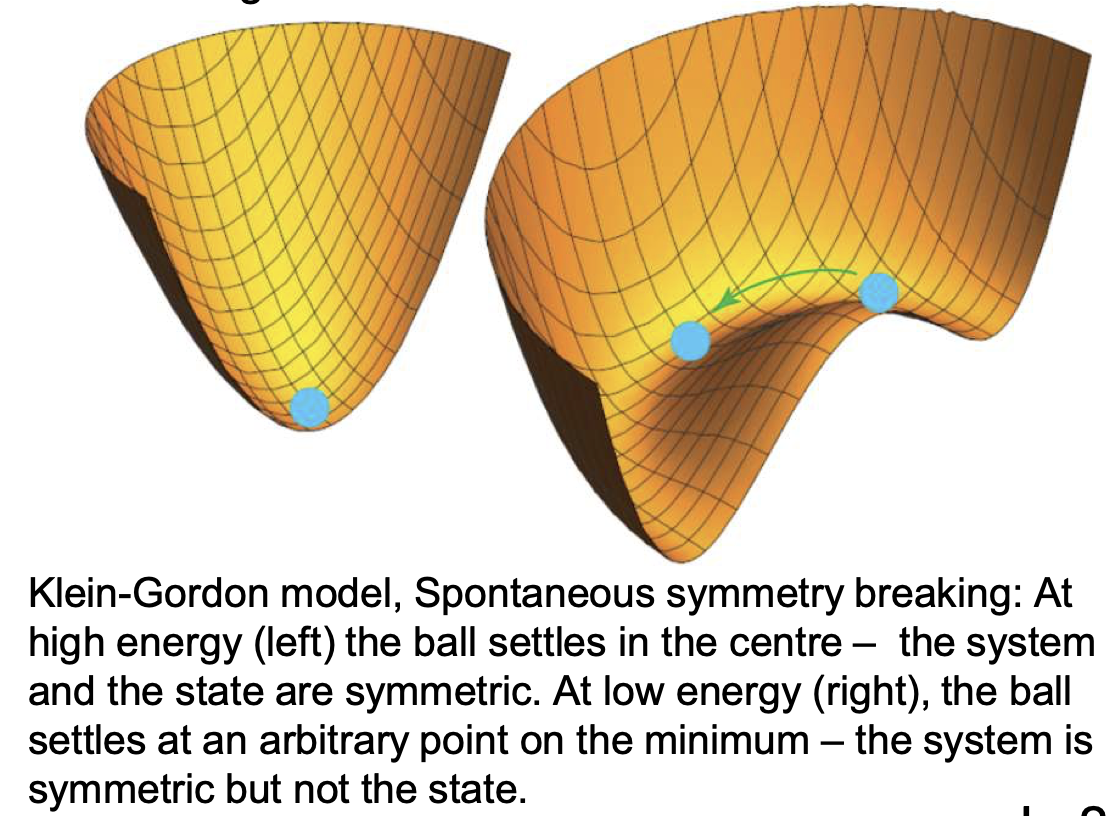 Klein-Gordon model, Spontaneous symmetry breaking: At
high energy (left) the ball settles in the centre –  the system
and the state are symmetric. At low energy (right), the ball
settles at an arbitrary point on the minimum – the system is
symmetric but not the state.